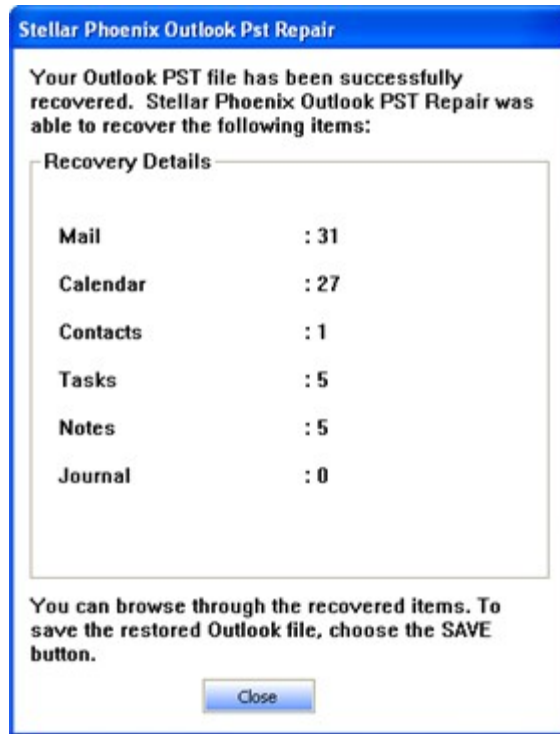 Stellar Phoenix Outlook Pst Repair
Your Outlook PST file has been successfully
recovered.  Stellar Phoenix Outlook PST Repair was
able to recover the following items:
Recovery Details
Mail : 31
Calendar : 27
Contacts : 1
Tasks : 5
Notes : 5
Journal : 0
You can browse through the recovered items. To
save the restored Outlook file, choose the SAVE
button.
Close